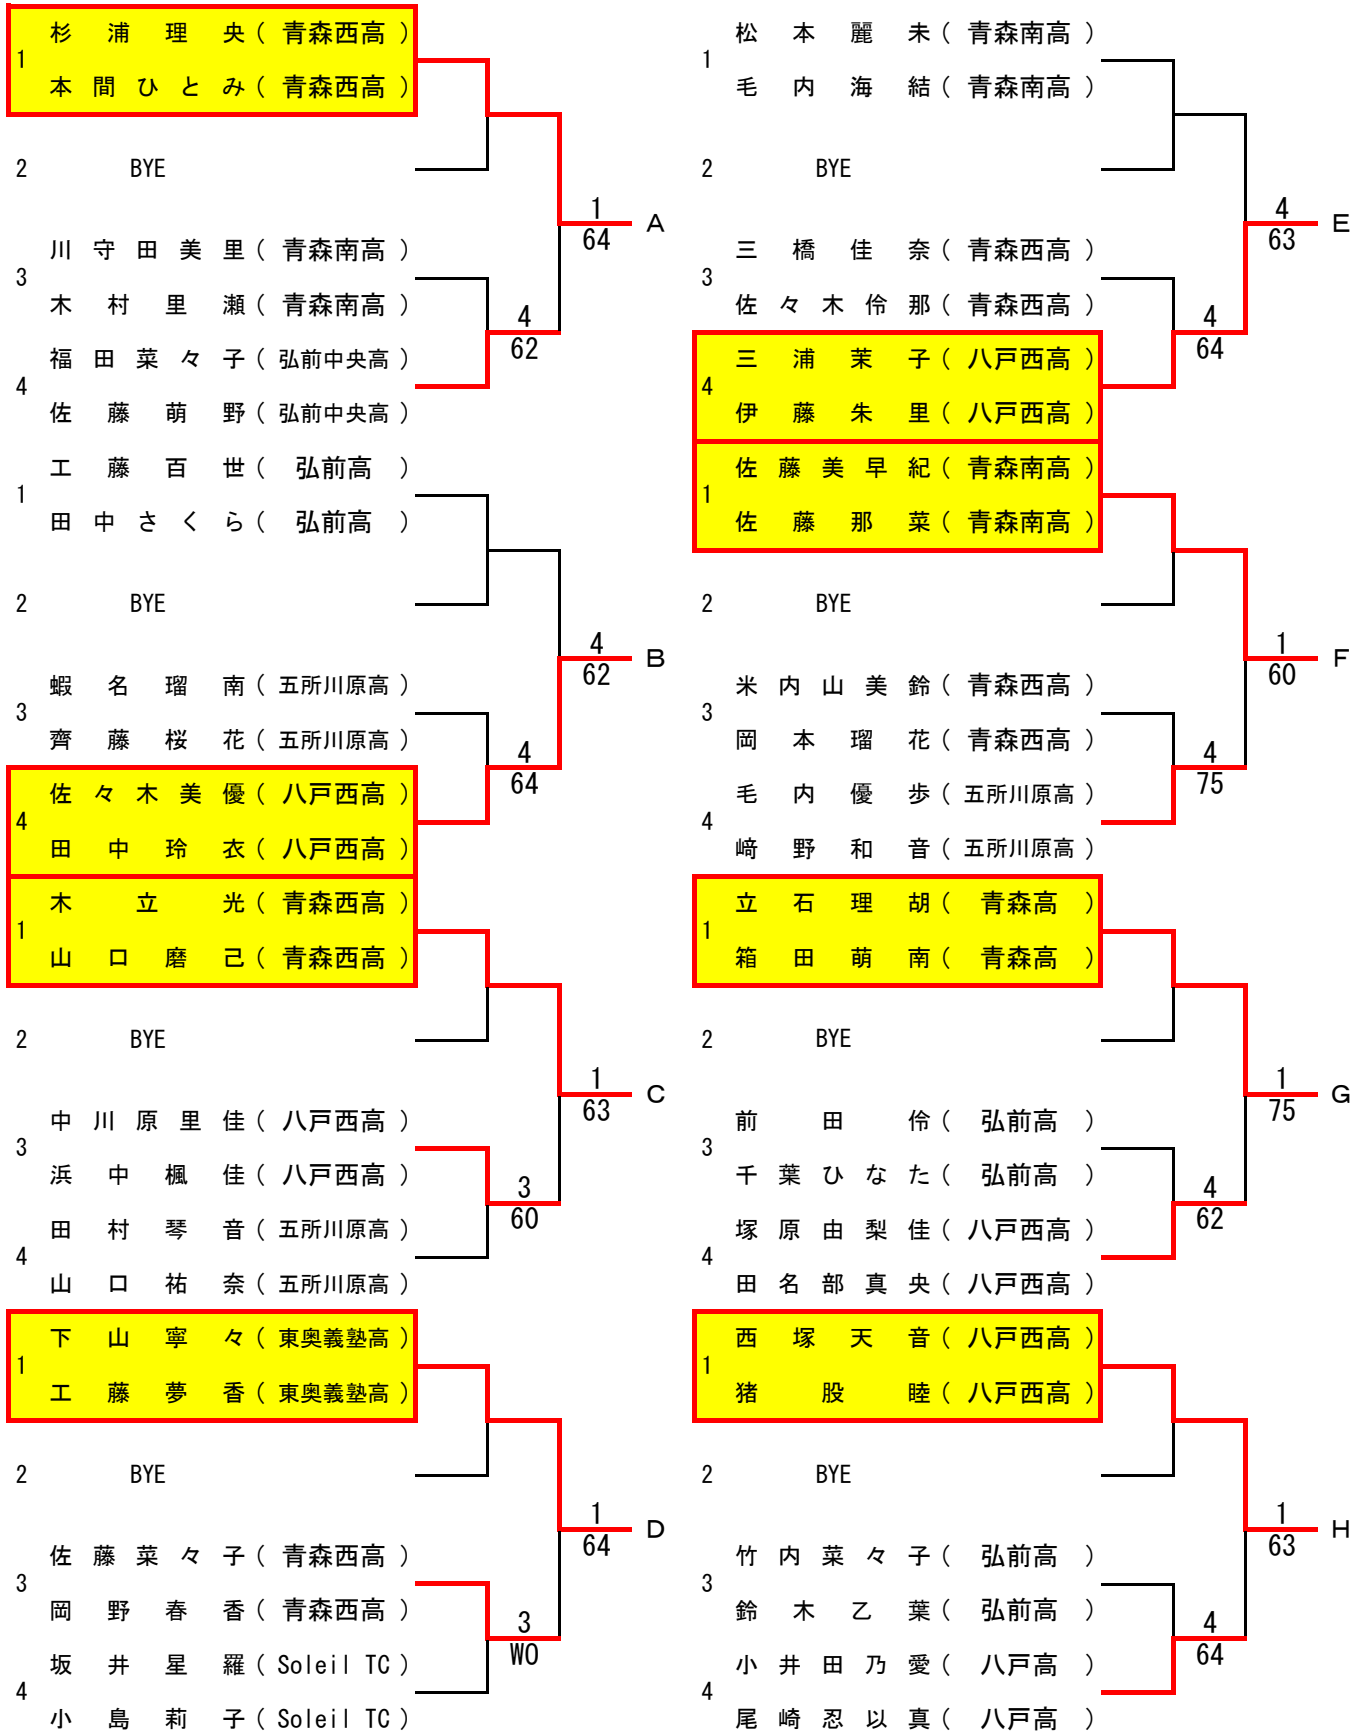 1 杉浦理央(青森西高)
本間ひとみ(青森西高)
2 BYE
1
64
A
3 川守田美里(青森南高)
木村里瀬(青森南高)
4
62
4 福田菜々子(弘前中央高)
佐藤萌野(弘前中央高)
1 工藤百世(弘前高)
田中さくら(弘前高)
2 BYE
4
62
B
3 蝦名瑠南(五所川原高)
齊藤桜花(五所川原高)
4
64
4 佐々木美優(八戸西高)
田中玲衣(八戸西高)
1 木立光(青森西高)
山口磨己(青森西高)
2 BYE
1
63
C
3 中川原里佳(八戸西高)
浜中楓佳(八戸西高)
3
60
4 田村琴音(五所川原高)
山口祐奈(五所川原高)
1 下山寧々(東奥義塾高)
工藤夢香(東奥義塾高)
2 BYE
1
64
D
3 佐藤菜々子(青森西高)
岡野春香(青森西高)
3
WO
4 坂井星羅(Soleil TC)
小島莉子(Soleil TC)
1 松本麗未(青森南高)
毛内海結(青森南高)
2 BYE
4
63
E
3 三橋佳奈(青森西高)
佐々木伶那(青森西高)
4
64
4 三浦茉子(八戸西高)
伊藤朱里(八戸西高)
1 佐藤美早紀(青森南高)
佐藤那菜(青森南高)
2 BYE
1
60
F
3 米内山美鈴(青森西高)
岡本瑠花(青森西高)
4
75
4 毛内優歩(五所川原高)
﨑野和音(五所川原高)
1 立石理胡(青森高)
箱田萌南(青森高)
2 BYE
1
75
G
3 前田伶(弘前高)
千葉ひなた(弘前高)
4
62
4 塚原由梨佳(八戸西高)
田名部真央(八戸西高)
1 西塚天音(八戸西高)
猪股睦(八戸西高)
2 BYE
1
63
H
3 竹内菜々子(弘前高)
鈴木乙葉(弘前高)
4
64
4 小井田乃愛(八戸高)
尾崎忍以真(八戸高)